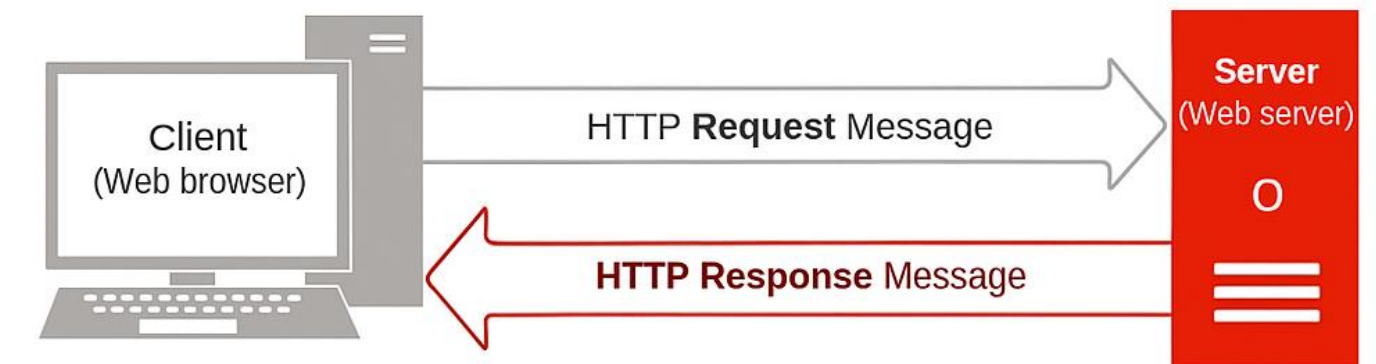 Client
(Web browser)
HTTP Request Message
HTTP Response Message
Server
(Web server)
O